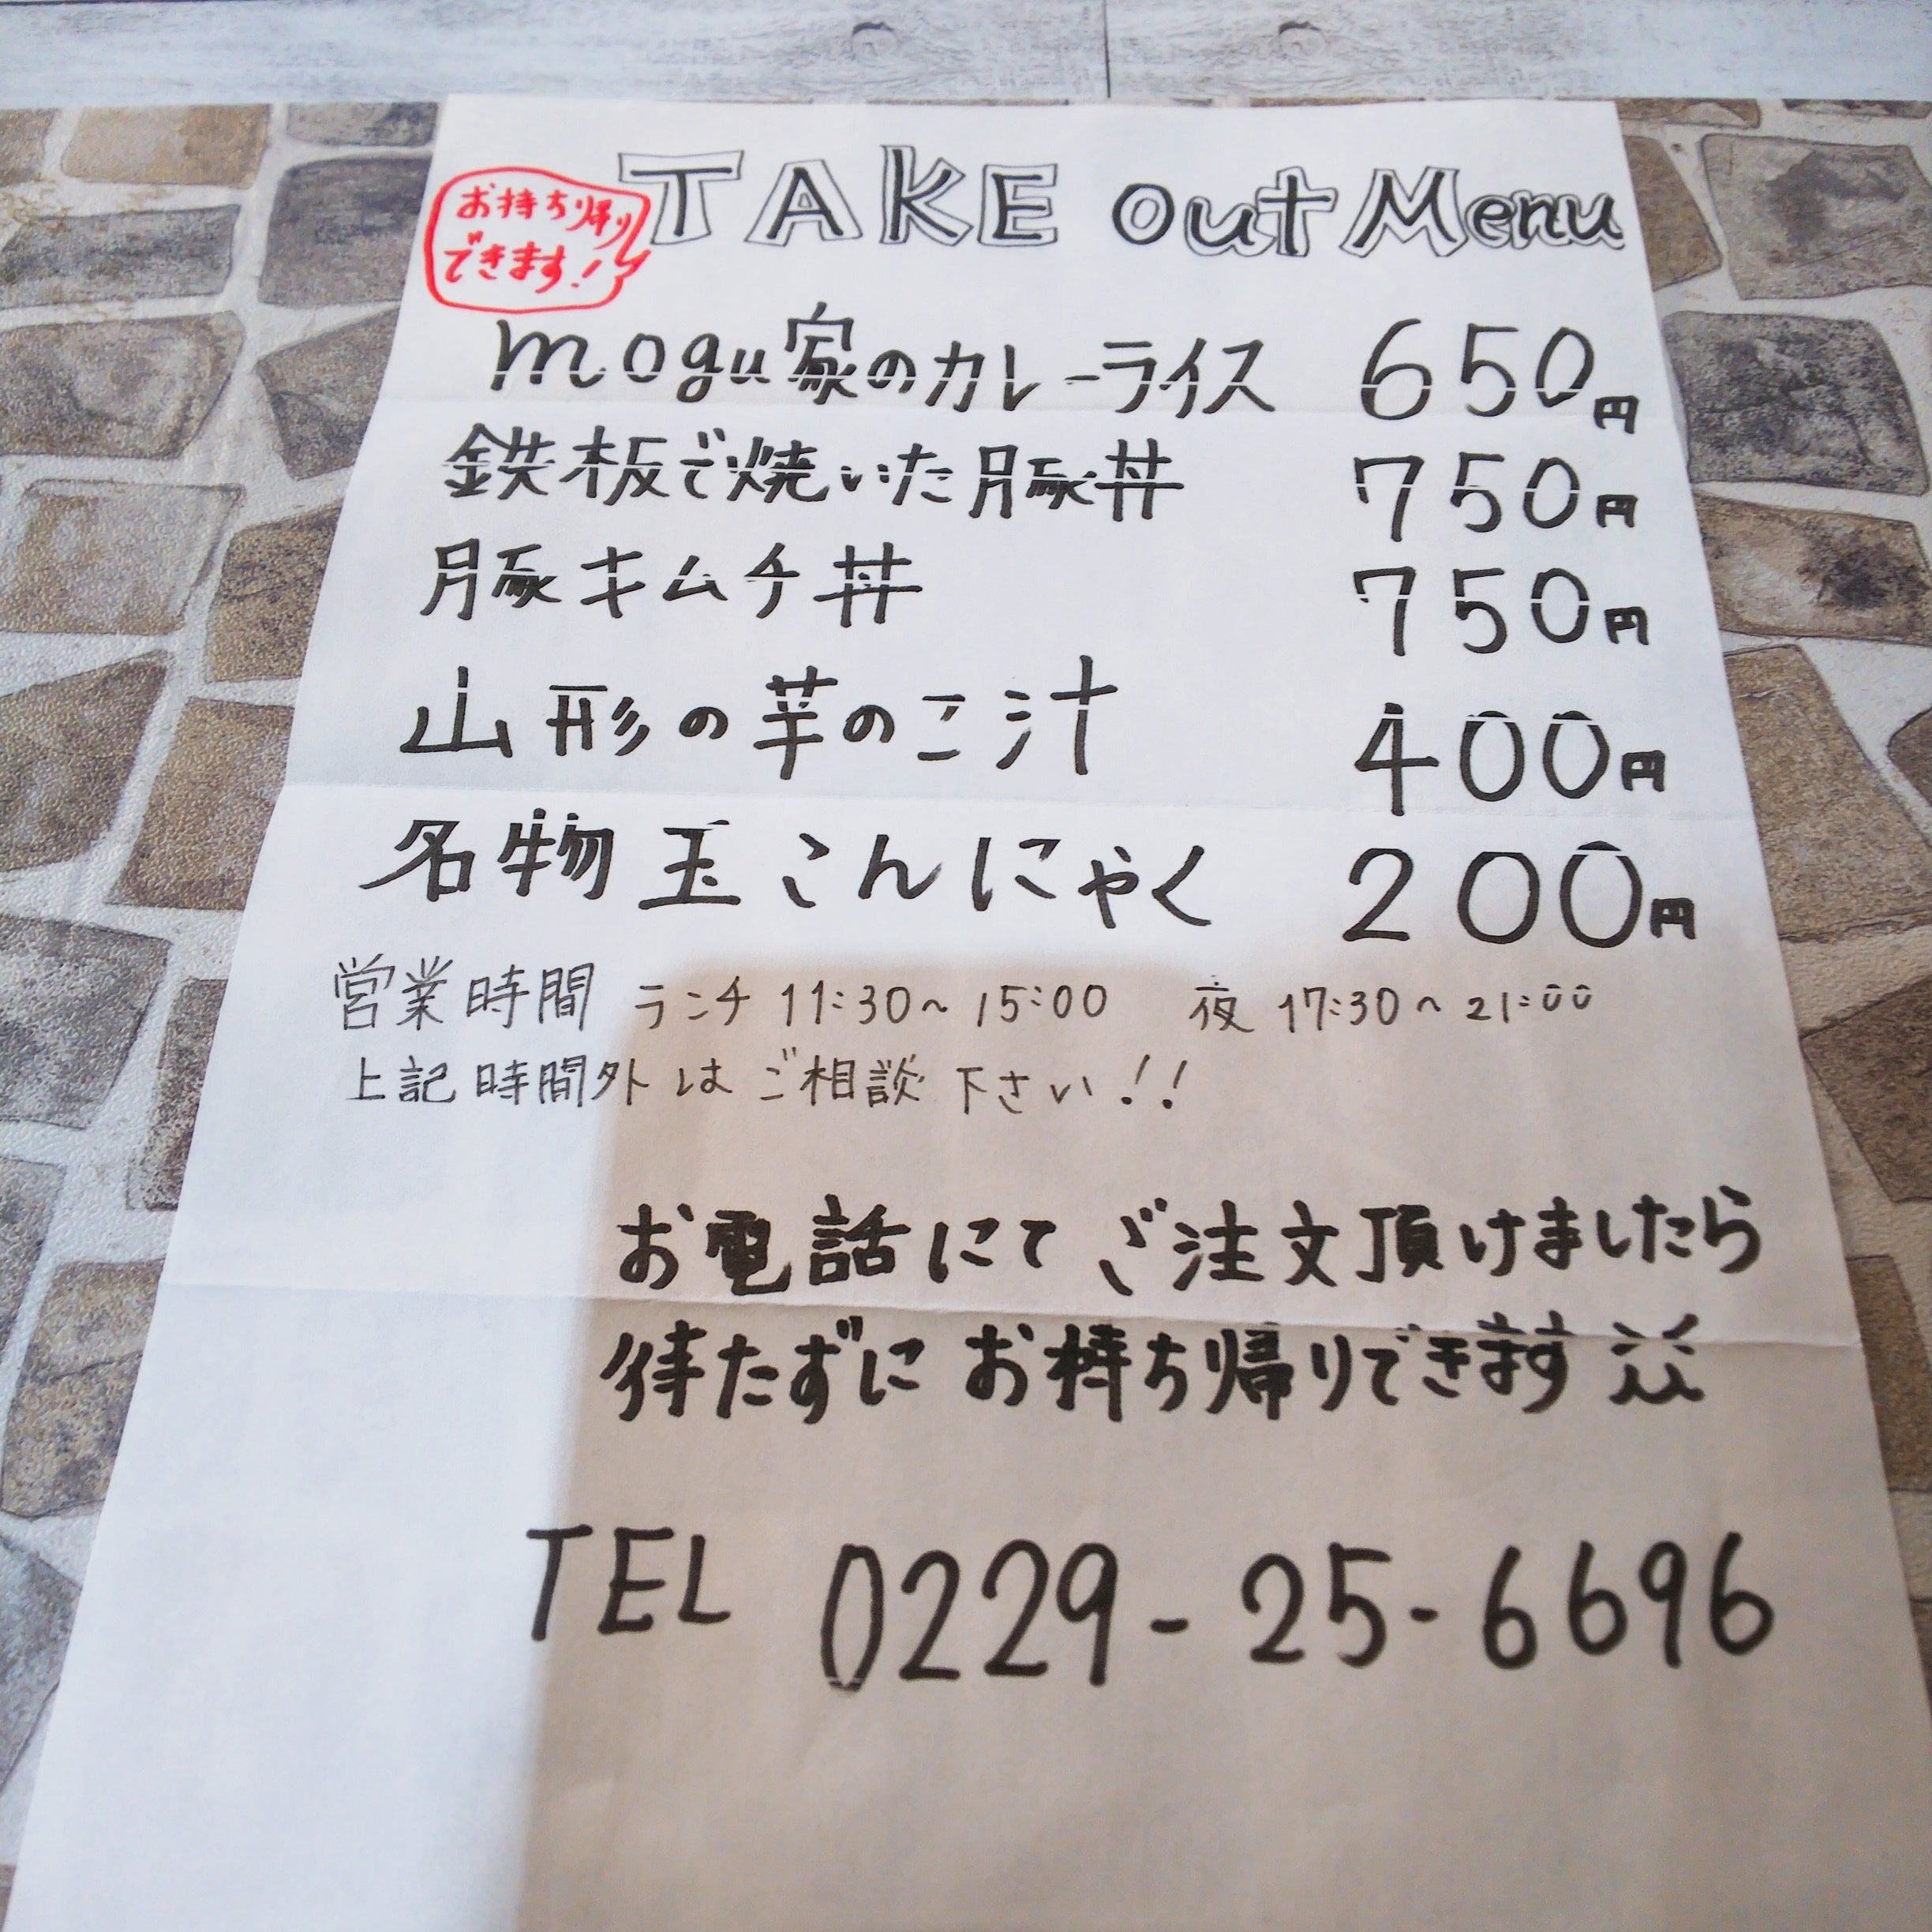 お持ち帰り
できます!
TAKE out Menu
mogu家のカレーライス 650円
鉄板で焼いた豚丼 750円
豚キムチ丼 750円
山形の芋のこ汁 400円
名物玉こんにゃく 200円
営業時間 ランチ 11:30~15:00 夜 17:30~21:00
上記時間外はご相談下さい!!
お電話にてご注文頂けましたら
待たずにお持ち帰りできます
TEL 0229-25-6696